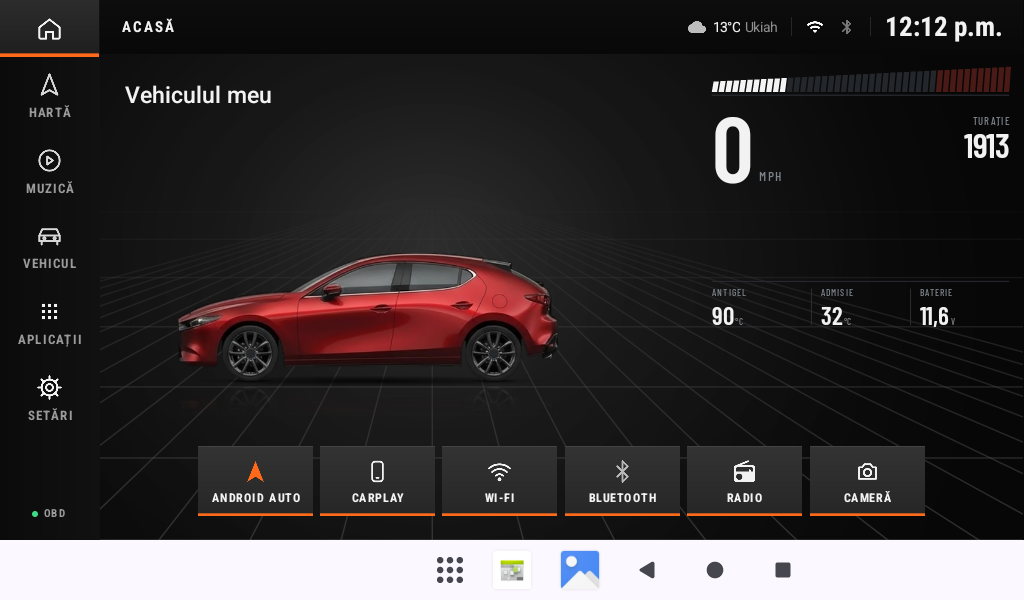 ACASĂ
13°C Ukiah
12:12 p.m.
HARTĂ
MUZICĂ
VEHICUL
APLICAȚII
SETĂRI
OBD
Vehiculul meu
0 MPH
TURAȚIE
1913
ANTIGEL
90 °C
ADMISIE
32 °C
BATERIE
11,6 V
ANDROID AUTO
CARPLAY
WI-FI
BLUETOOTH
RADIO
CAMERĂ